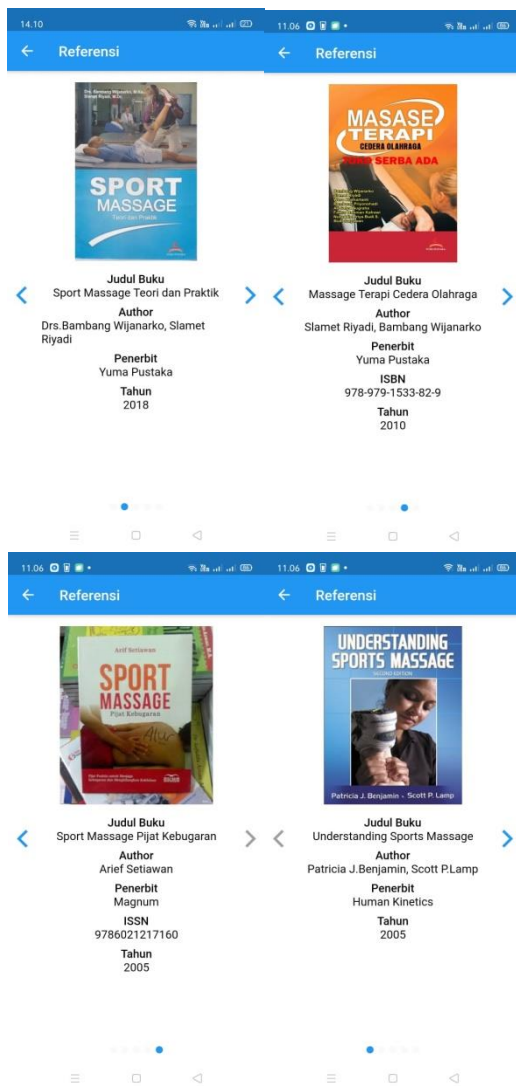 14.10
Referensi
SPORT
MASSAGE
Teori dan Praktik
Judul Buku
Sport Massage Teori dan Praktik
Author
Drs.Bambang Wijanarko, Slamet
Riyadi
Penerbit
Yuma Pustaka
Tahun
2018
11.06
Referensi
MASASE
TERAPI
CEDERA OLAHRAGA
SERBA ADA
Judul Buku
Massage Terapi Cedera Olahraga
Author
Slamet Riyadi, Bambang Wijanarko
Penerbit
Yuma Pustaka
ISBN
978-979-1533-82-9
Tahun
2010
11.06
Referensi
Arif Setiawan
SPORT
MASSAGE
Pijat Kebugaran
Judul Buku
Sport Massage Pijat Kebugaran
Author
Arief Setiawan
Penerbit
Magnum
ISSN
9786021217160
Tahun
2005
11.06
Referensi
UNDERSTANDING
SPORTS MASSAGE
SECOND EDITION
Patricia J. Benjamin • Scott P. Lamp
Judul Buku
Understanding Sports Massage
Author
Patricia J.Benjamin, Scott P.Lamp
Penerbit
Human Kinetics
Tahun
2005